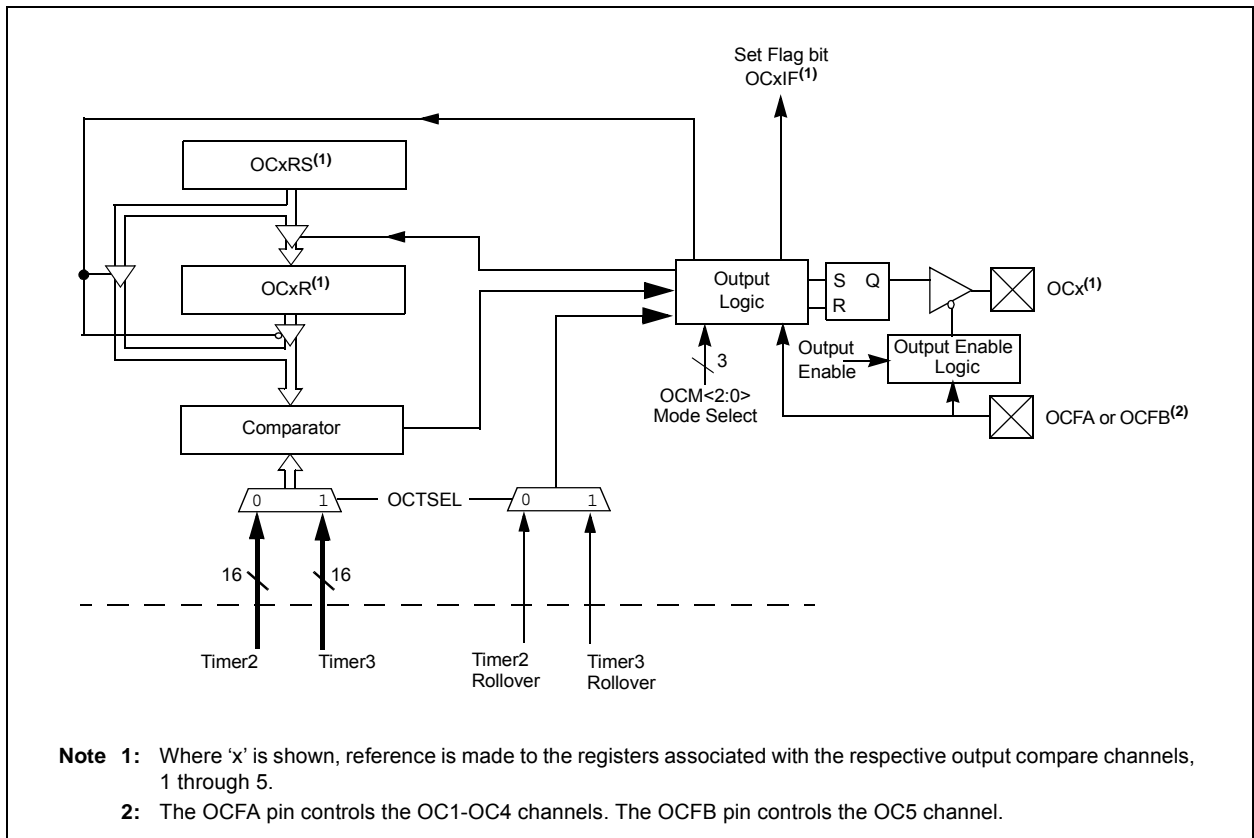 Set Flag bit
OCxIF(1)
OCxRS(1)
OCxR(1)
Output
Logic
S Q
R
OCx(1)
Output
Enable
Output Enable
Logic
3
OCM<2:0>
Mode Select
Comparator
OCFA or OCFB(2)
0 1
OCTSEL
0 1
16
16
Timer2
Timer3
Timer2
Rollover
Timer3
Rollover
Note 1: Where ‘x’ is shown, reference is made to the registers associated with the respective output compare channels,
1 through 5.
2: The OCFA pin controls the OC1-OC4 channels. The OCFB pin controls the OC5 channel.